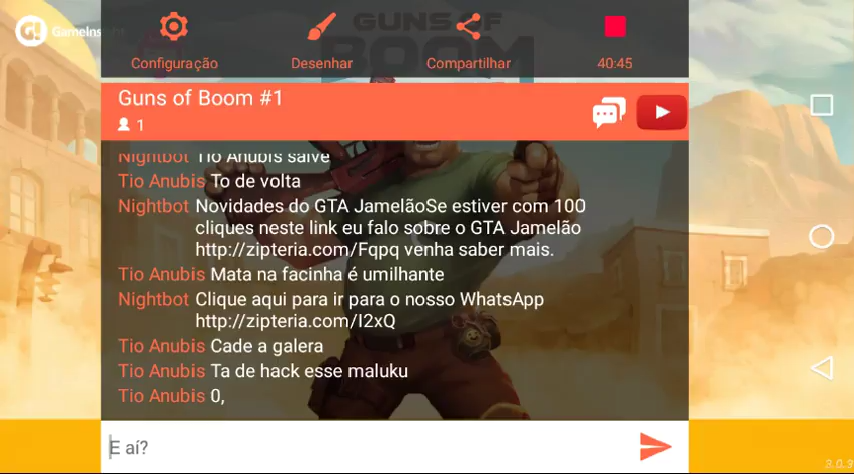 GameInsight
GUNS OF
BOOM
Configuração
Desenhar
Compartilhar
40:45
Guns of Boom #1
1
Nightbot Tio Anubis salve
Tio Anubis To de volta
Nightbot Novidades do GTA JamelãoSe estiver com 100
cliques neste link eu falo sobre o GTA Jamelão
http://zipteria.com/Fqpq venha saber mais.
Tio Anubis Mata na facinha é umilhante
Nightbot Clique aqui para ir para o nosso WhatsApp
http://zipteria.com/I2xQ
Tio Anubis Cade a galera
Tio Anubis Ta de hack esse maluku
Tio Anubis 0,
E aí?
3.0.9